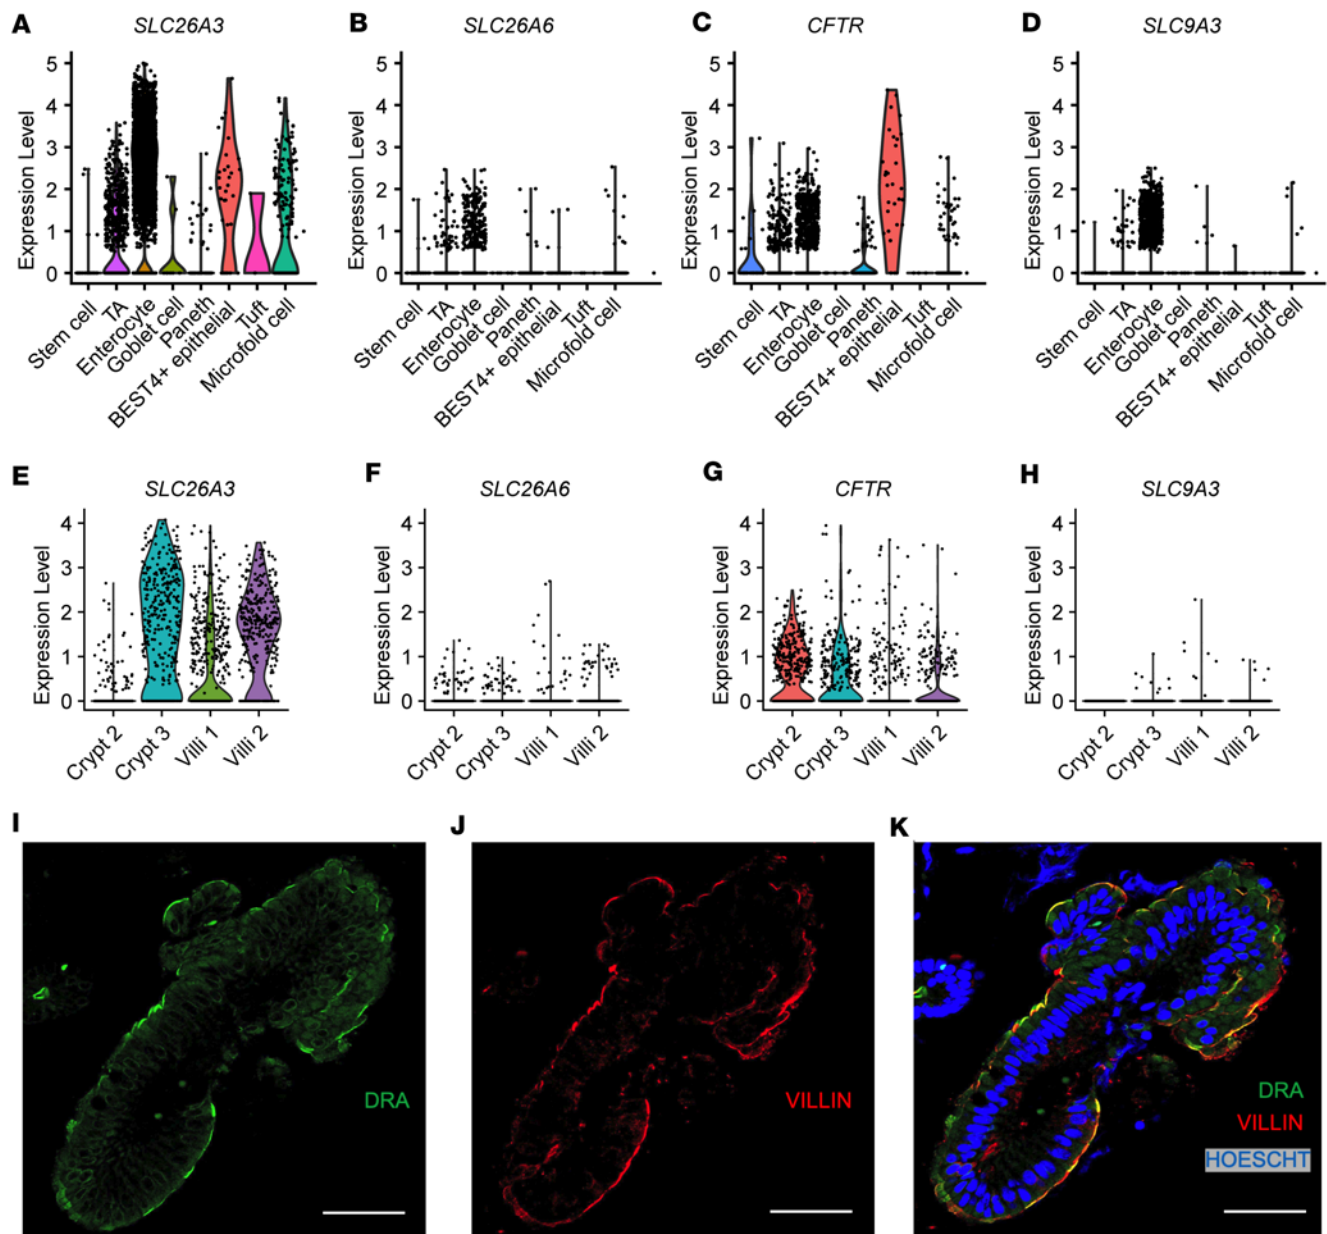 A SLC26A3
Expression Level
5
4
3
2
1
0
Stem cell
TA
Enterocyte
Goblet cell
Paneth
BEST4+ epithelial
Tuft
Microfold cell
B SLC26A6
Expression Level
5
4
3
2
1
0
Stem cell
TA
Enterocyte
Goblet cell
Paneth
BEST4+ epithelial
Tuft
Microfold cell
C CFTR
Expression Level
5
4
3
2
1
0
Stem cell
TA
Enterocyte
Goblet cell
Paneth
BEST4+ epithelial
Tuft
Microfold cell
D SLC9A3
Expression Level
5
4
3
2
1
0
Stem cell
TA
Enterocyte
Goblet cell
Paneth
BEST4+ epithelial
Tuft
Microfold cell
E SLC26A3
Expression Level
4
3
2
1
0
Crypt 2
Crypt 3
Villi 1
Villi 2
F SLC26A6
Expression Level
4
3
2
1
0
Crypt 2
Crypt 3
Villi 1
Villi 2
G CFTR
Expression Level
4
3
2
1
0
Crypt 2
Crypt 3
Villi 1
Villi 2
H SLC9A3
Expression Level
4
3
2
1
0
Crypt 2
Crypt 3
Villi 1
Villi 2
I
DRA
J
VILLIN
K
DRA
VILLIN
HOESCHT